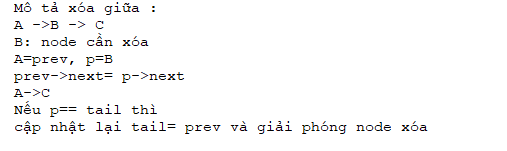 Mô tả xóa giữa :
A ->B -> C
B: node cần xóa
A=prev, p=B
prev->next= p->next
A->C
Nếu p== tail thì
cập nhật lại tail= prev và giải phóng node xóa